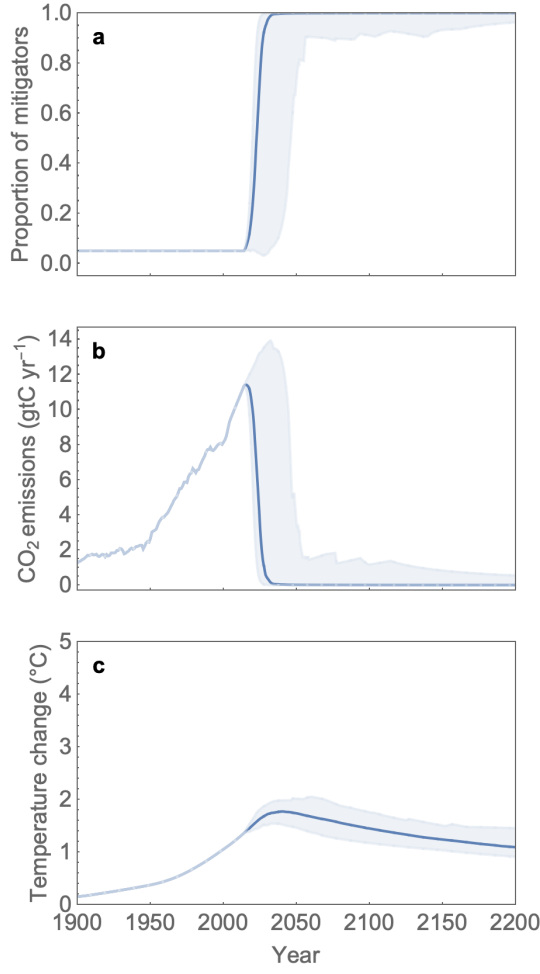 a
Proportion of mitigators
1.0
0.8
0.6
0.4
0.2
0.0
b
CO₂ emissions (gtC yr⁻¹)
14
12
10
8
6
4
2
0
c
Temperature change (°C)
5
4
3
2
1
0
1900 1950 2000 2050 2100 2150 2200
Year